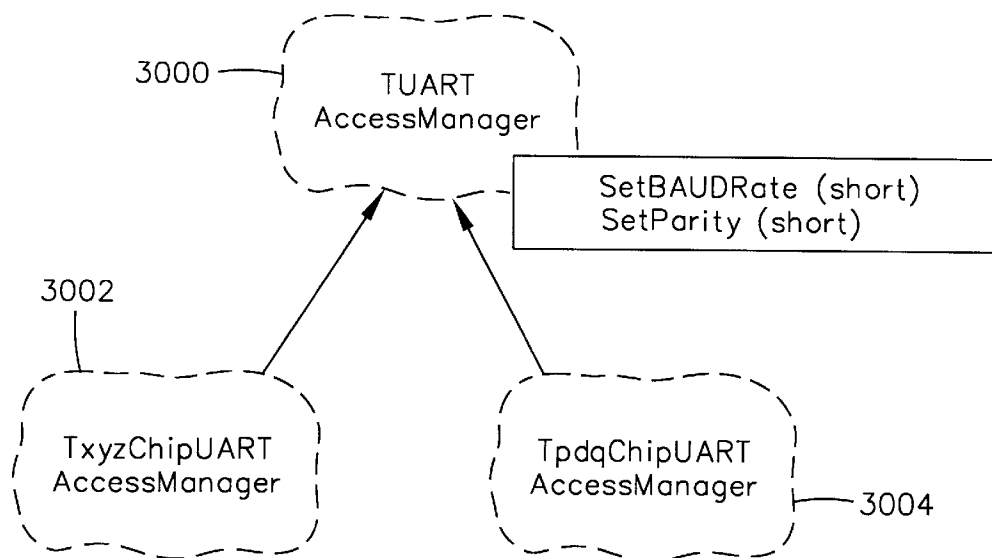 3000
TUART
AccessManager
SetBAUDRate (short)
SetParity (short)
3002
TxyzChipUART
AccessManager
TpdqChipUART
AccessManager
3004